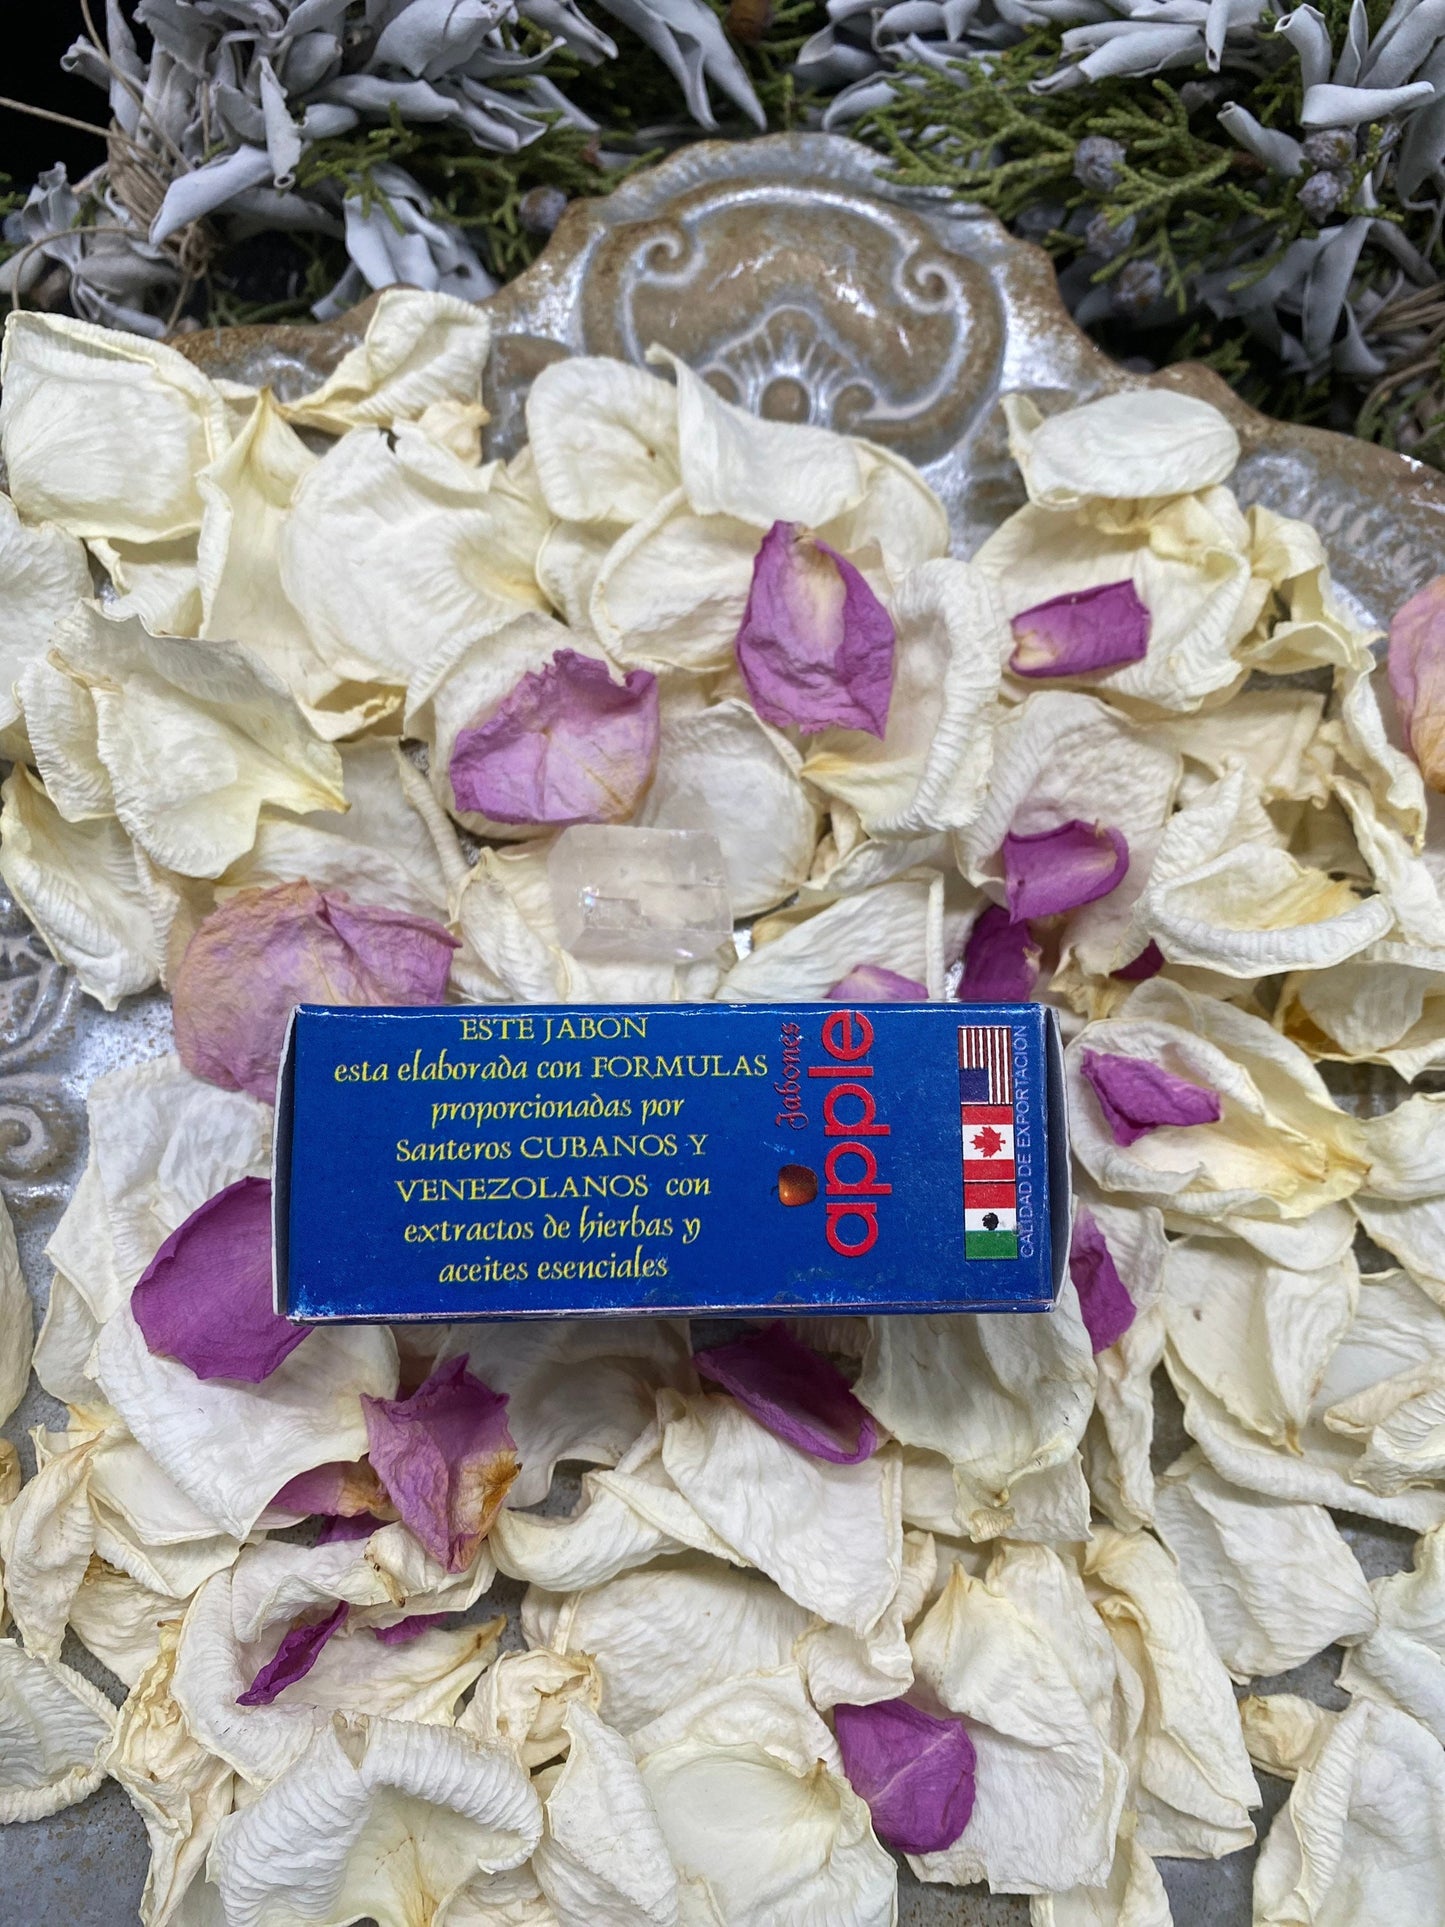 ESTE JABON
esta elaborada con FORMULAS
proporcionadas por
Santeros CUBANOS Y
VENEZOLANOS con
extractos de hierbas y
aceites esenciales
Jabones
apple
CALIDAD DE EXPORTACIÓN